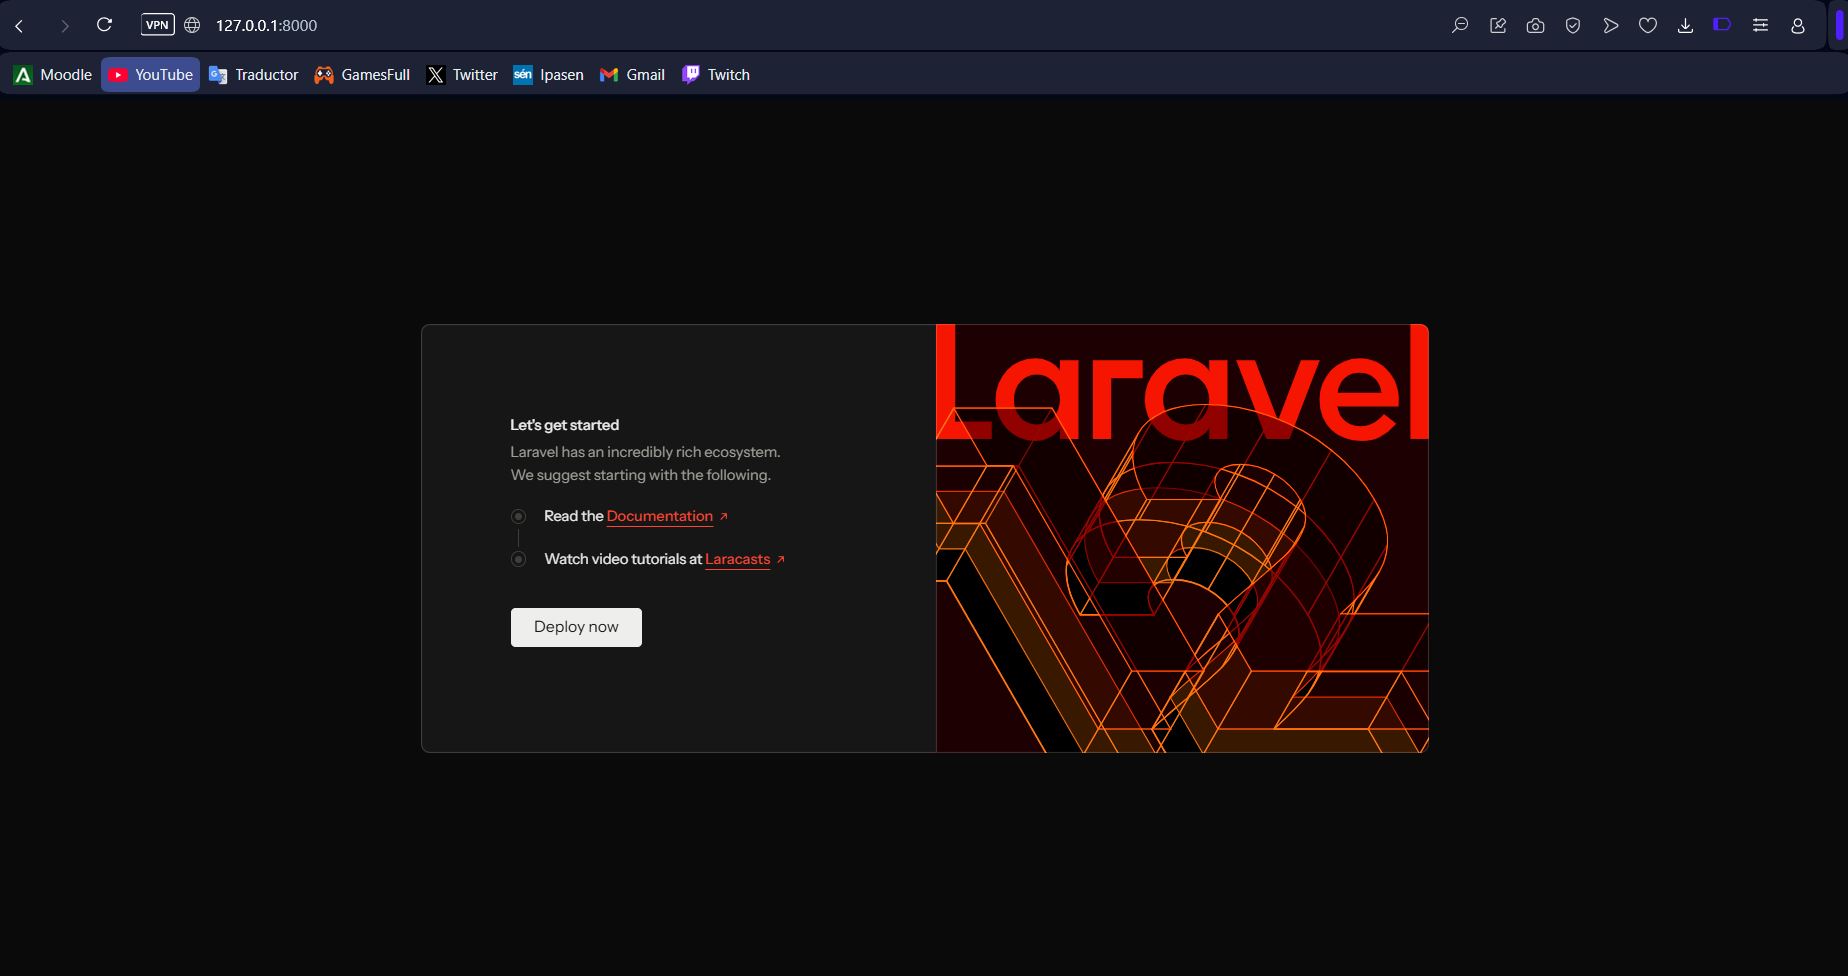 VPN 127.0.0.1:8000
Moodle YouTube Traductor GamesFull Twitter sén Ipasen Gmail Twitch
Laravel
Let's get started
Laravel has an incredibly rich ecosystem.
We suggest starting with the following.
Read the Documentation
Watch video tutorials at Laracasts
Deploy now